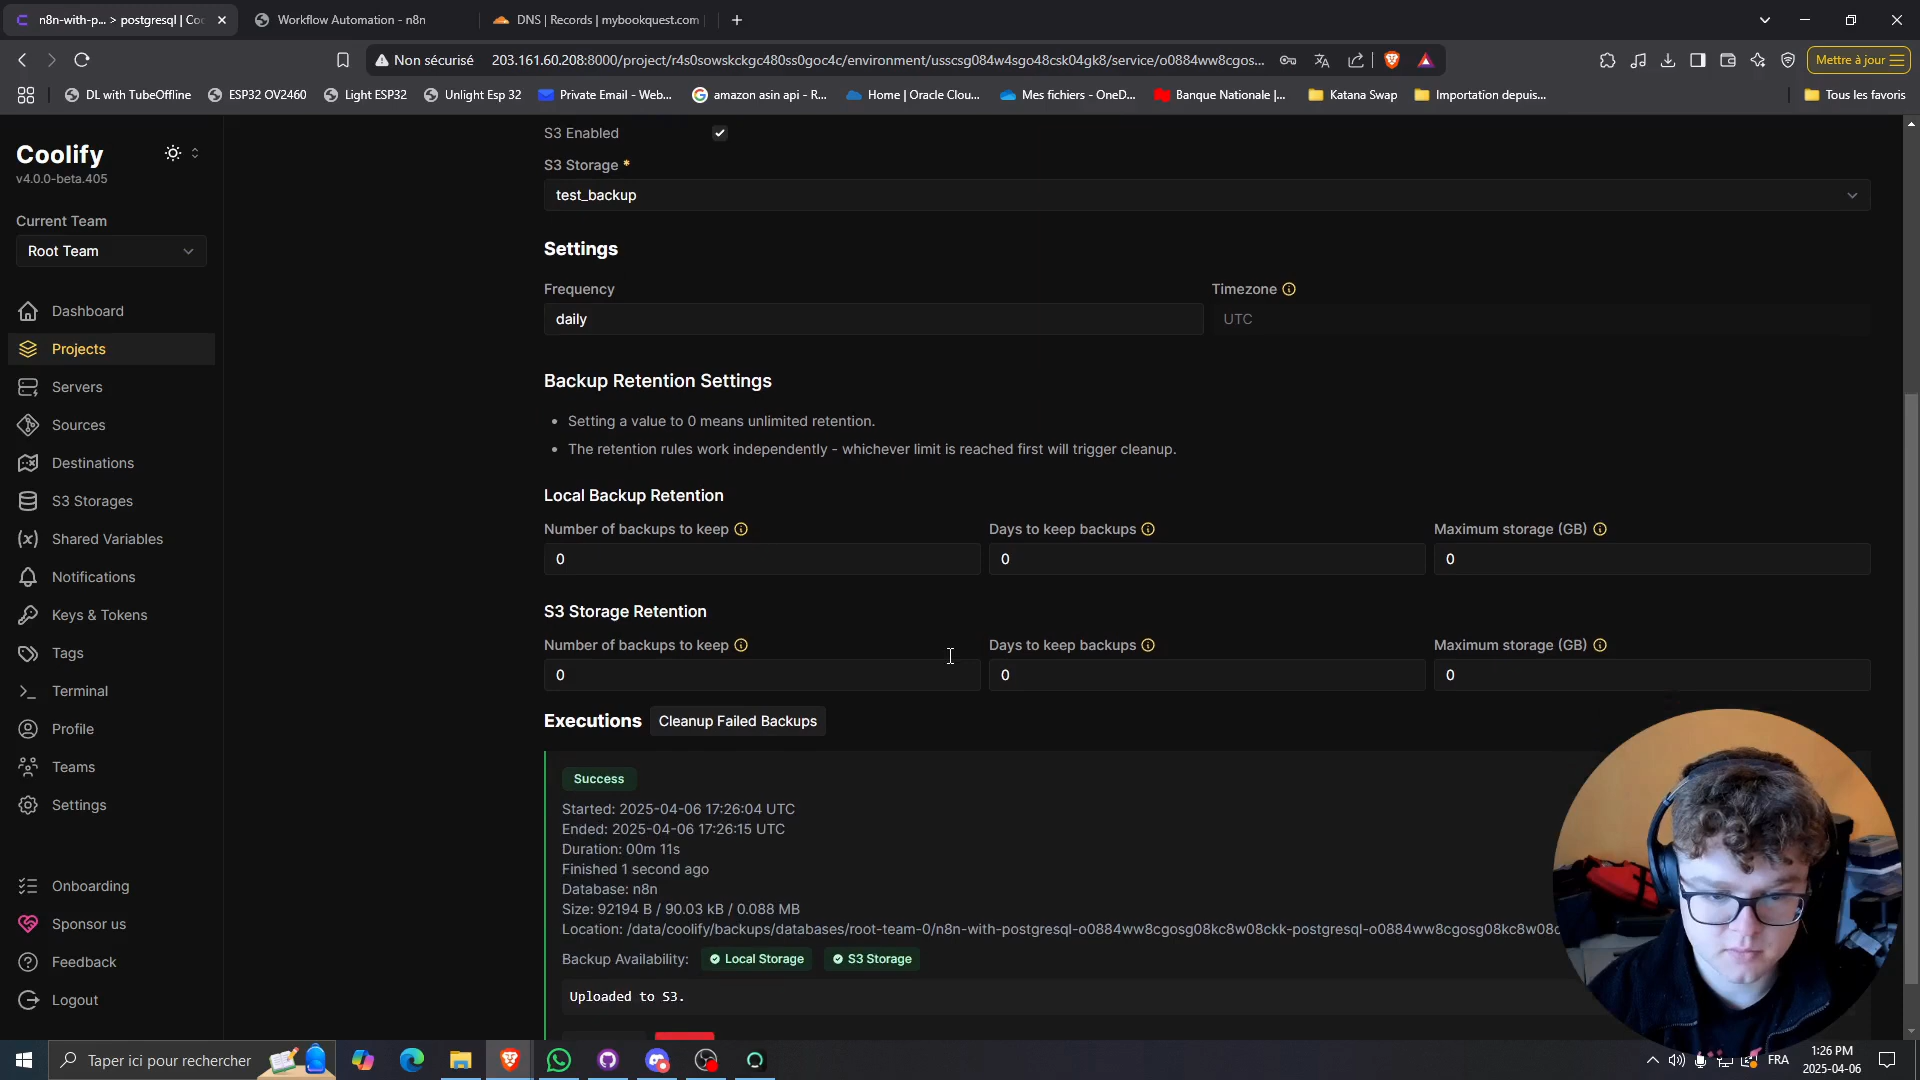 n8n-with-p... > postgresql | Co
Workflow Automation - n8n
DNS | Records | mybookquest.com
Non sécurisé
203.161.60.208:8000/project/r4s0sowskckgc480ss0goc4c/environment/usscsg084w4sgo48csk04gk8/service/o0884ww8cgos...
Mettre à jour
DL with TubeOffline
ESP32 OV2460
Light ESP32
Unlight Esp 32
Private Email - Web...
amazon asin api - R...
Home | Oracle Clou...
Mes fichiers - OneD...
Banque Nationale |...
Katana Swap
Importation depuis...
Tous les favoris
Coolify
v4.0.0-beta.405
Current Team
Root Team
Dashboard
Projects
Servers
Sources
Destinations
S3 Storages
Shared Variables
Notifications
Keys & Tokens
Tags
Terminal
Profile
Teams
Settings
Onboarding
Sponsor us
Feedback
Logout
S3 Enabled
S3 Storage *
test_backup
Settings
Frequency
Timezone
daily
UTC
Backup Retention Settings
• Setting a value to 0 means unlimited retention.
• The retention rules work independently - whichever limit is reached first will trigger cleanup.
Local Backup Retention
Number of backups to keep
Days to keep backups
Maximum storage (GB)
0
0
0
S3 Storage Retention
Number of backups to keep
Days to keep backups
Maximum storage (GB)
0
0
0
Executions
Cleanup Failed Backups
Success
Started: 2025-04-06 17:26:04 UTC
Ended: 2025-04-06 17:26:15 UTC
Duration: 00m 11s
Finished 1 second ago
Database: n8n
Size: 92194 B / 90.03 kB / 0.088 MB
Location: /data/coolify/backups/databases/root-team-0/n8n-with-postgresql-o0884ww8cgosg08kc8w08ckk-postgresql-o0884ww8cgosg08kc8w08c
Backup Availability:
Local Storage
S3 Storage
Uploaded to S3.
Taper ici pour rechercher
FRA
1:26 PM
2025-04-06